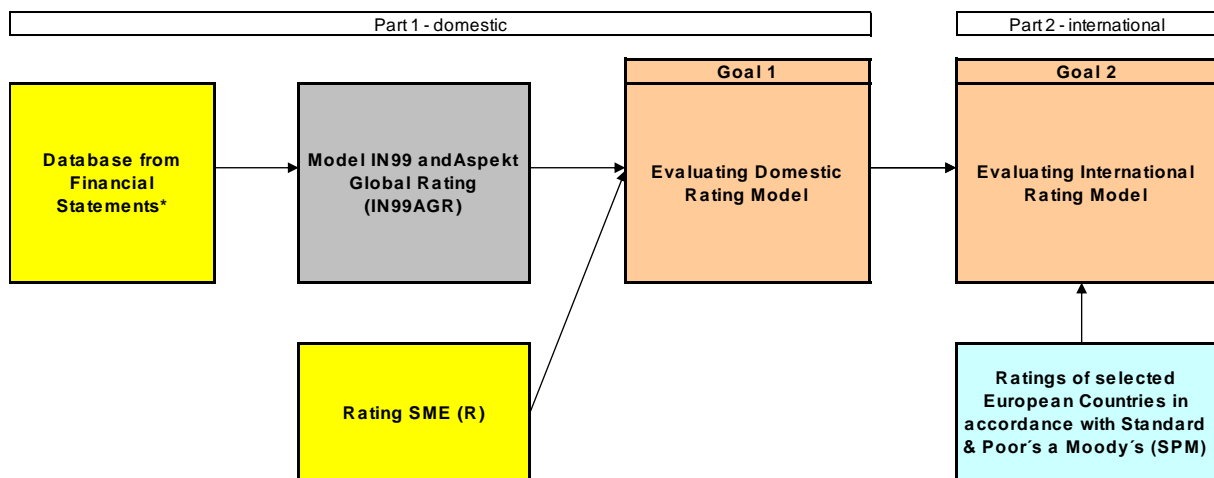 Part 1 - domestic
Part 2 - international
Goal 1
Goal 2
Database from
Financial
Statements*
Model IN99 andAspekt
Global Rating
(IN99AGR)
Evaluating Domestic
Rating Model
Evaluating International
Rating Model
Rating SME (R)
Ratings of selected
European Countries in
accordance with Standard
& Poor´s a Moody´s (SPM)